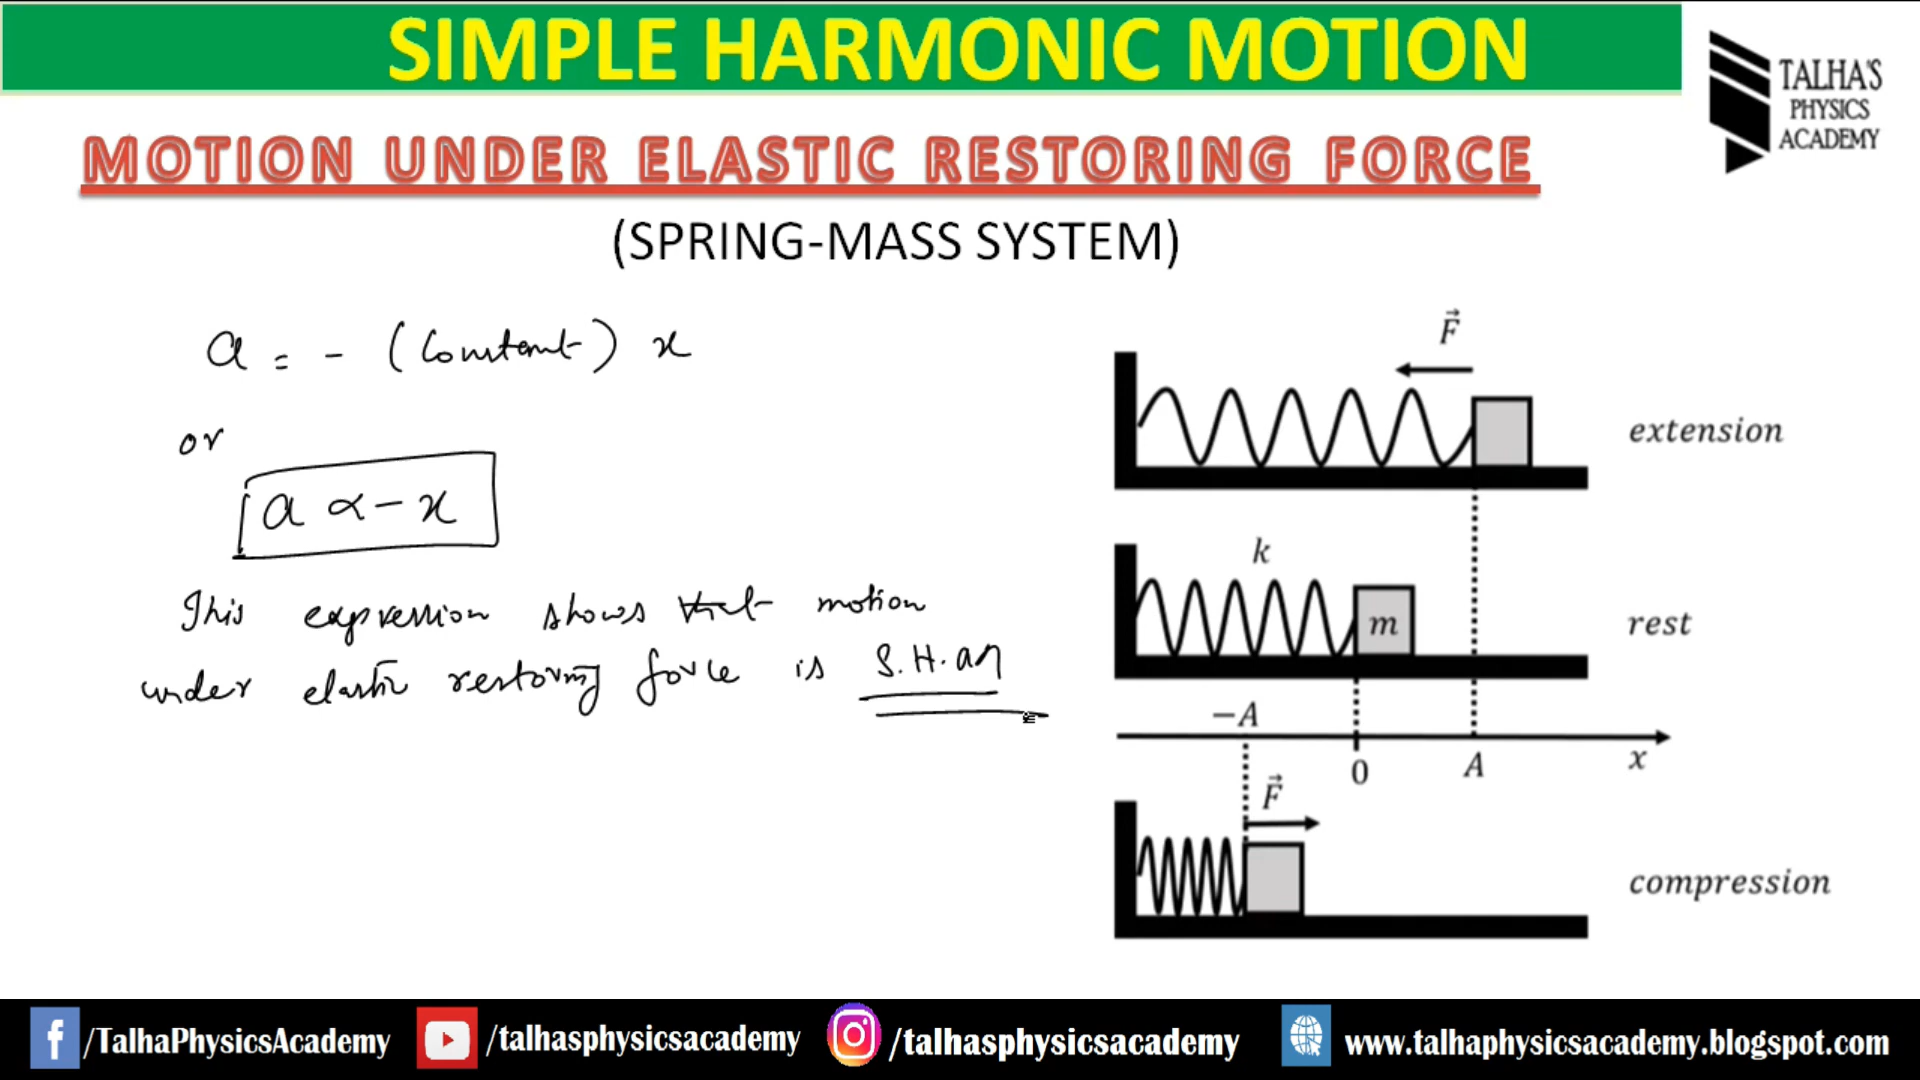 SIMPLE HARMONIC MOTION
TALHA'S
PHYSICS
ACADEMY
MOTION UNDER ELASTIC RESTORING FORCE
(SPRING-MASS SYSTEM)
a = - (Constant) x
or
a ∝ - x
This expression shows that motion
under elastic restoring force is S.H.M
F⃗
extension
k
m
rest
-A
0
A
x
F⃗
compression
/TalhaPhysicsAcademy
/talhasphysicsacademy
/talhasphysicsacademy
www.talhaphysicsacademy.blogspot.com